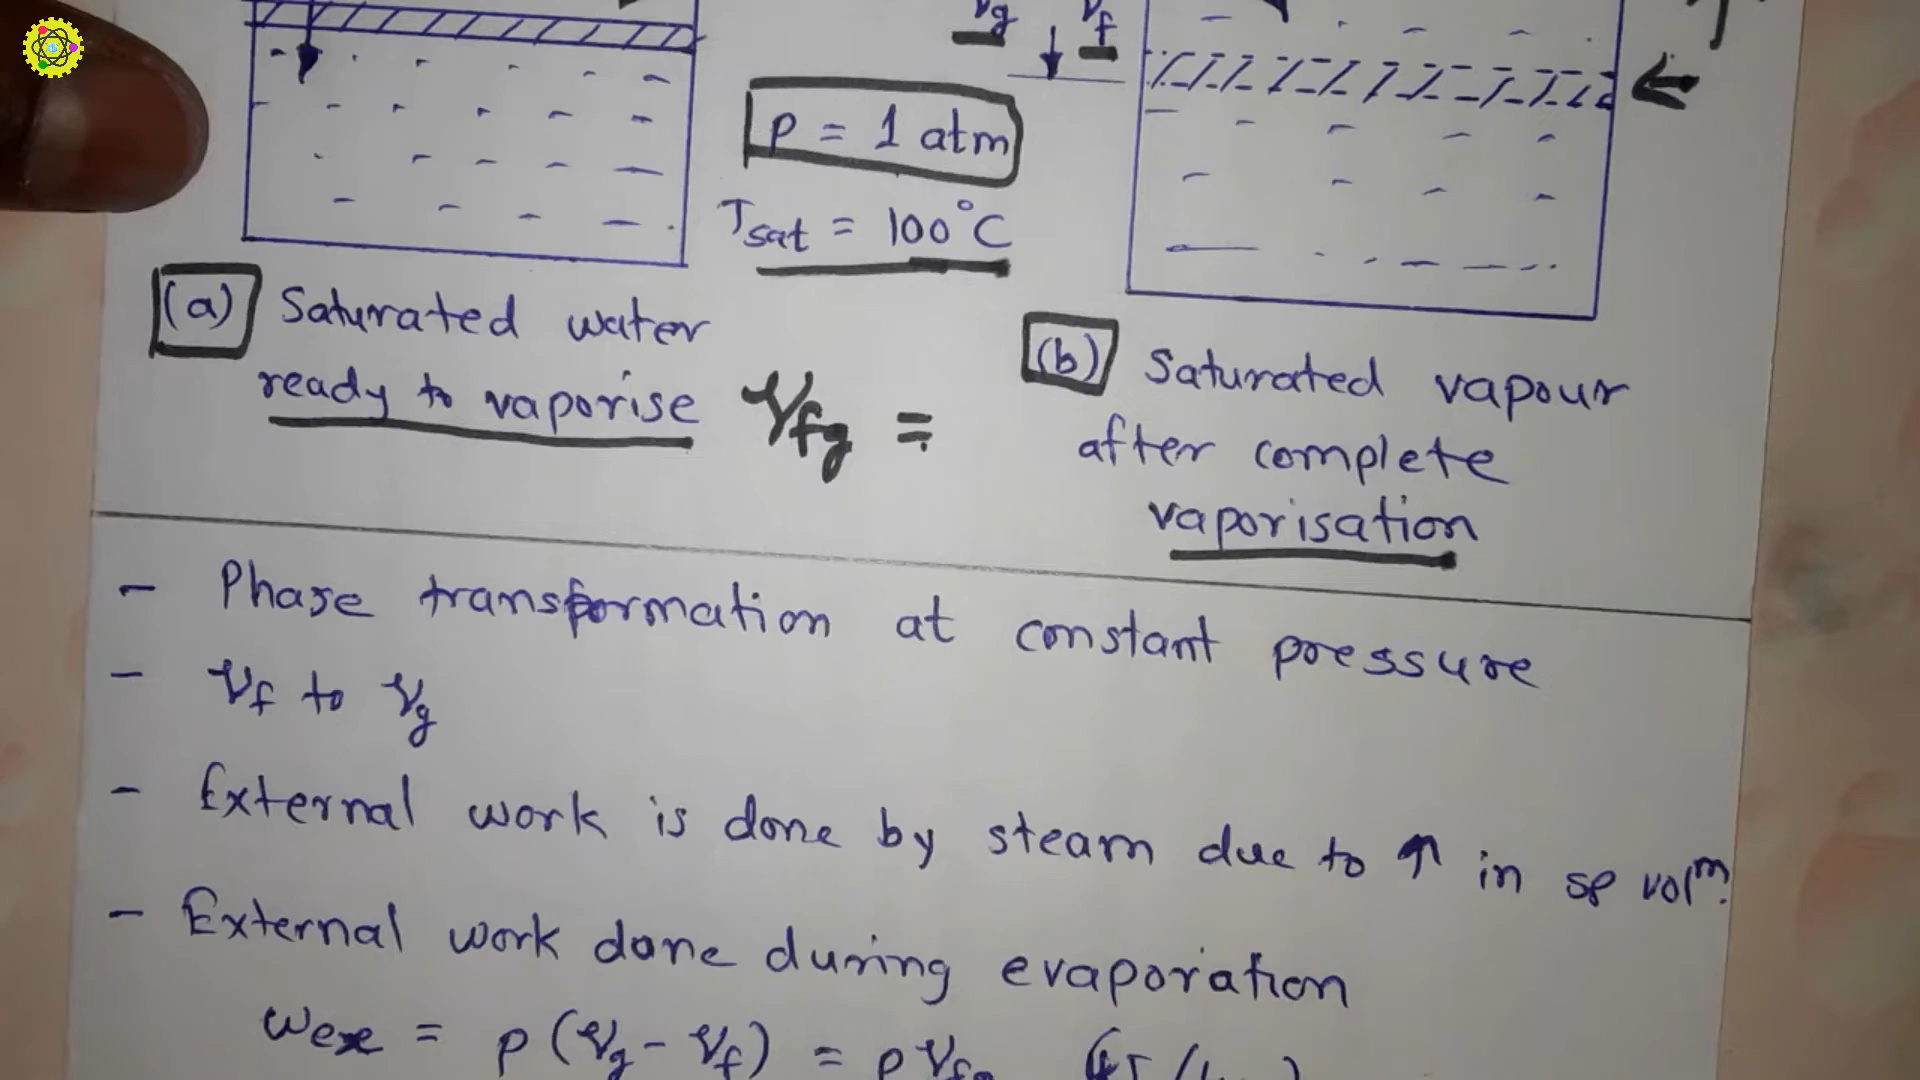 Vg Vf
p = 1 atm
Tsat = 100°C
(a) Saturated water
ready to vaporise
Vfg =
(b) Saturated vapour
after complete
vaporisation
- Phase transformation at constant pressure
- Vf to Vg
- External work is done by steam due to ↑ in sp volm.
- External work done during evaporation
Wex = p (Vg - Vf) = p Vfg